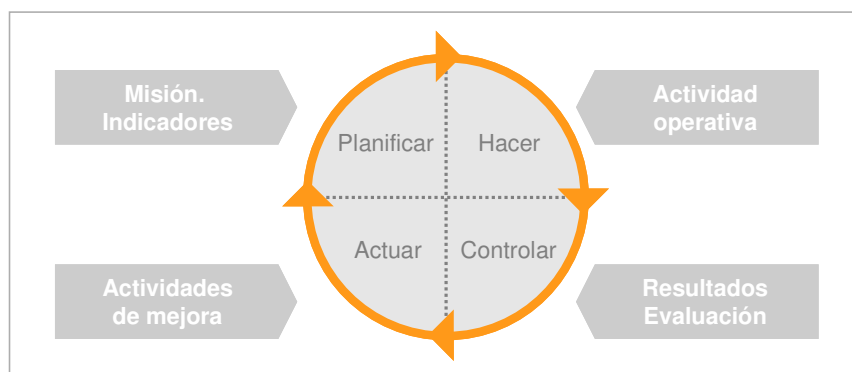 Misión.
Indicadores
Actividad
operativa
Planificar
Hacer
Actuar
Controlar
Actividades
de mejora
Resultados
Evaluación